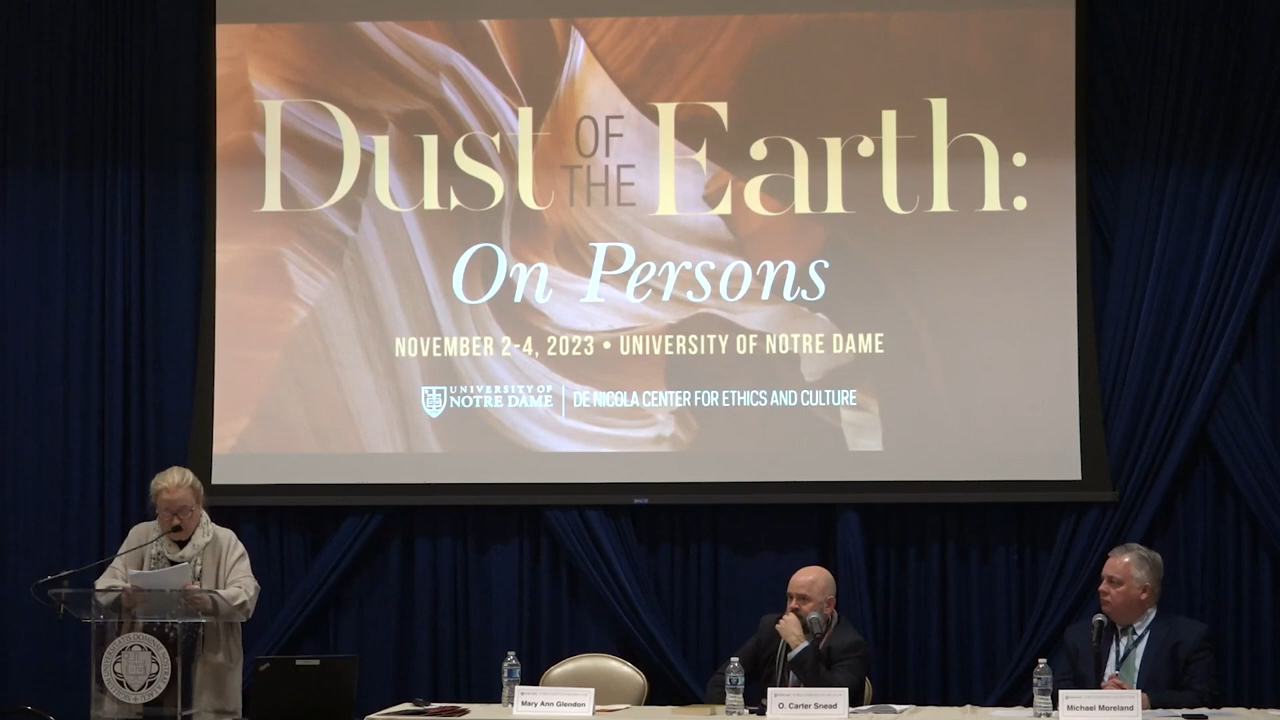 Dust OF THE Earth:
On Persons
NOVEMBER 2-4, 2023 • UNIVERSITY OF NOTRE DAME
UNIVERSITY OF NOTRE DAME | DE NICOLA CENTER FOR ETHICS AND CULTURE
Mary Ann Glendon
O. Carter Snead
Michael Moreland